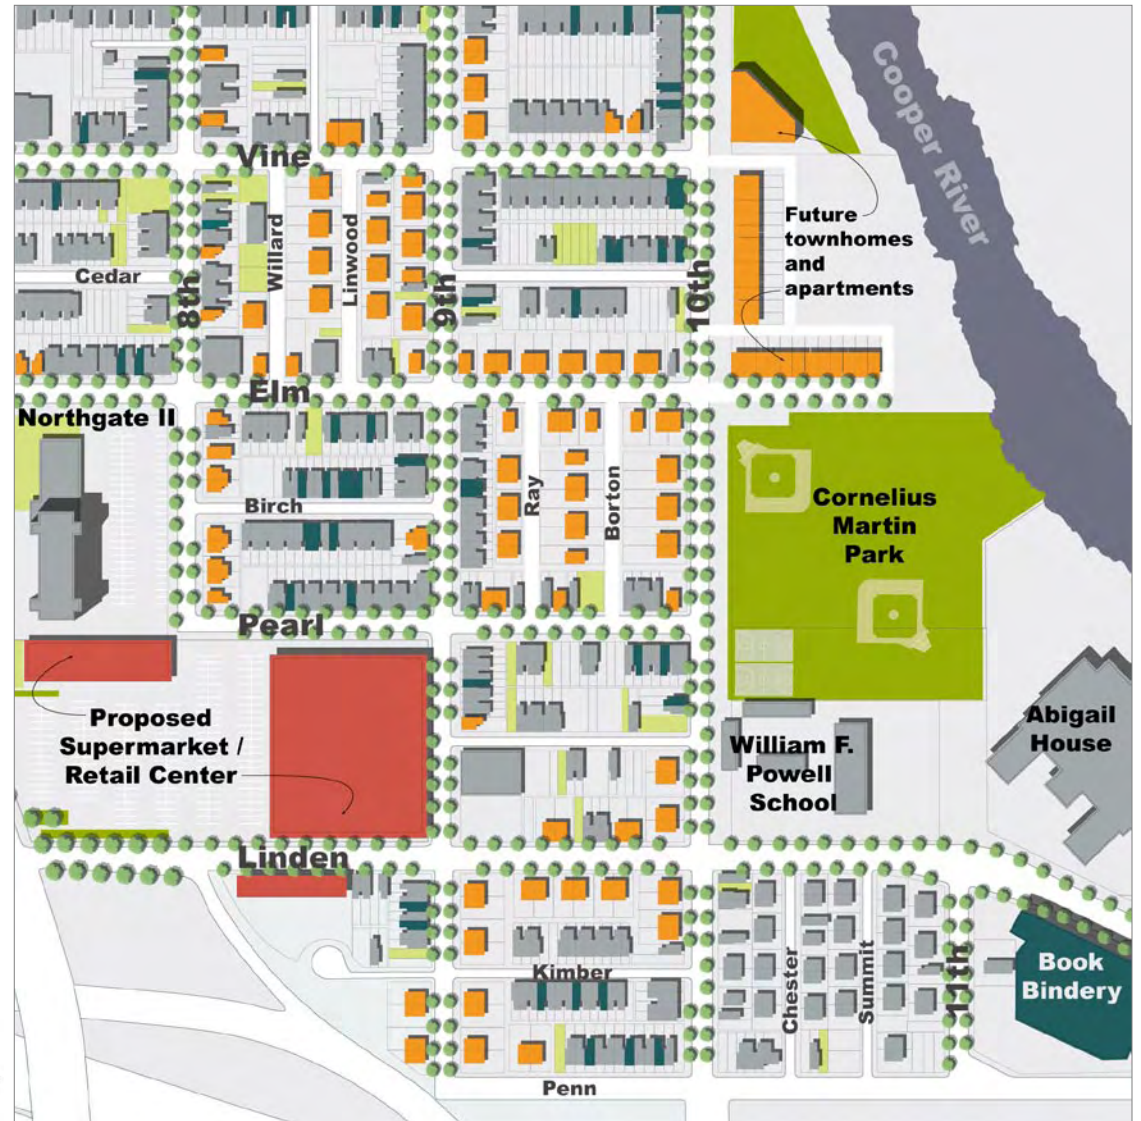 Cooper River
Vine
Future
townhomes
and
apartments
Cedar
8th
Willard
Linwood
9th
10th
Elm
Northgate II
Birch
Ray
Borton
Cornelius
Martin
Park
Pearl
Proposed
Supermarket /
Retail Center
William F.
Powell
School
Abigail
House
Linden
Kimber
Chester
Summit
11th
Book
Bindery
Penn